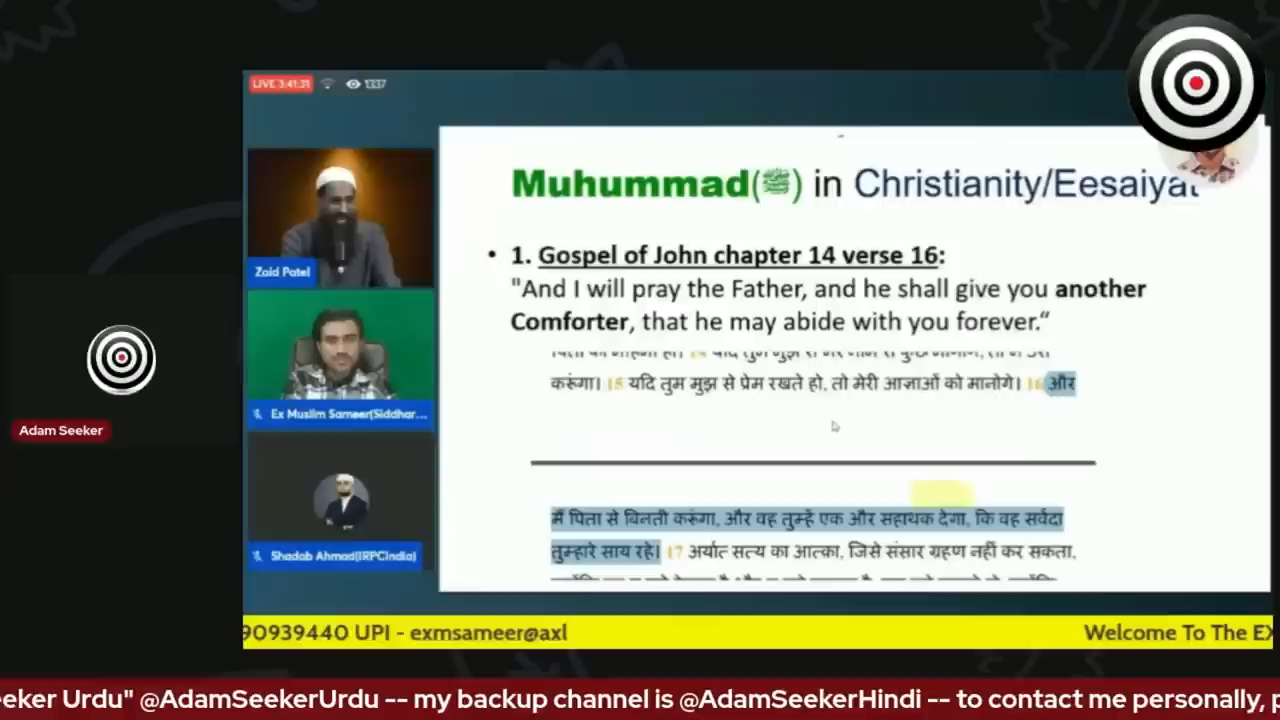 LIVE 3:41:31 1337
Muhummad(ﷺ) in Christianity/Eesaiyat
• 1. Gospel of John chapter 14 verse 16:
"And I will pray the Father, and he shall give you another
Comforter, that he may abide with you forever.“
करूंगा। 15 यदि तुम मुझ से प्रेम रखते हो, तो मेरी आज्ञाओं को मानोगे। 16 और
मैं पिता से बिनती करूंगा, और वह तुम्हें एक और सहायक देगा, कि वह सर्वदा
तुम्हारे साथ रहे। 17 अर्थात सत्य का आत्मा, जिसे संसार ग्रहण नहीं कर सकता,
Zaid Patel
Ex Muslim Sameer(Siddhar...
Shadab Ahmad(IRPCIndia)
Adam Seeker
90939440 UPI - exmsameer@axl
Welcome To The EX
eeker Urdu" @AdamSeekerUrdu -- my backup channel is @AdamSeekerHindi -- to contact me personally, p